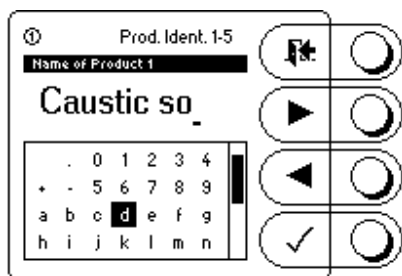 ① Prod. Ident. 1-5
Name of Product 1
Caustic so_
. 0 1 2 3 4
+ - 5 6 7 8 9
a b c d e f g
h i j k l m n